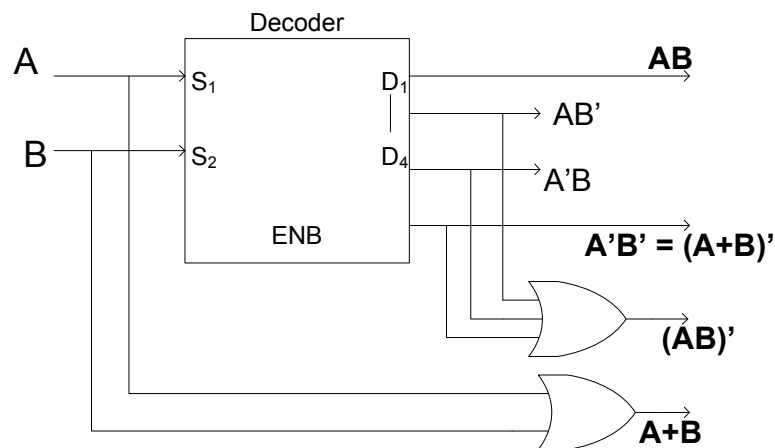 Decoder
A
S₁
D₁
AB
AB’
B
S₂
D₄
A’B
ENB
A’B’ = (A+B)’
(AB)’
A+B